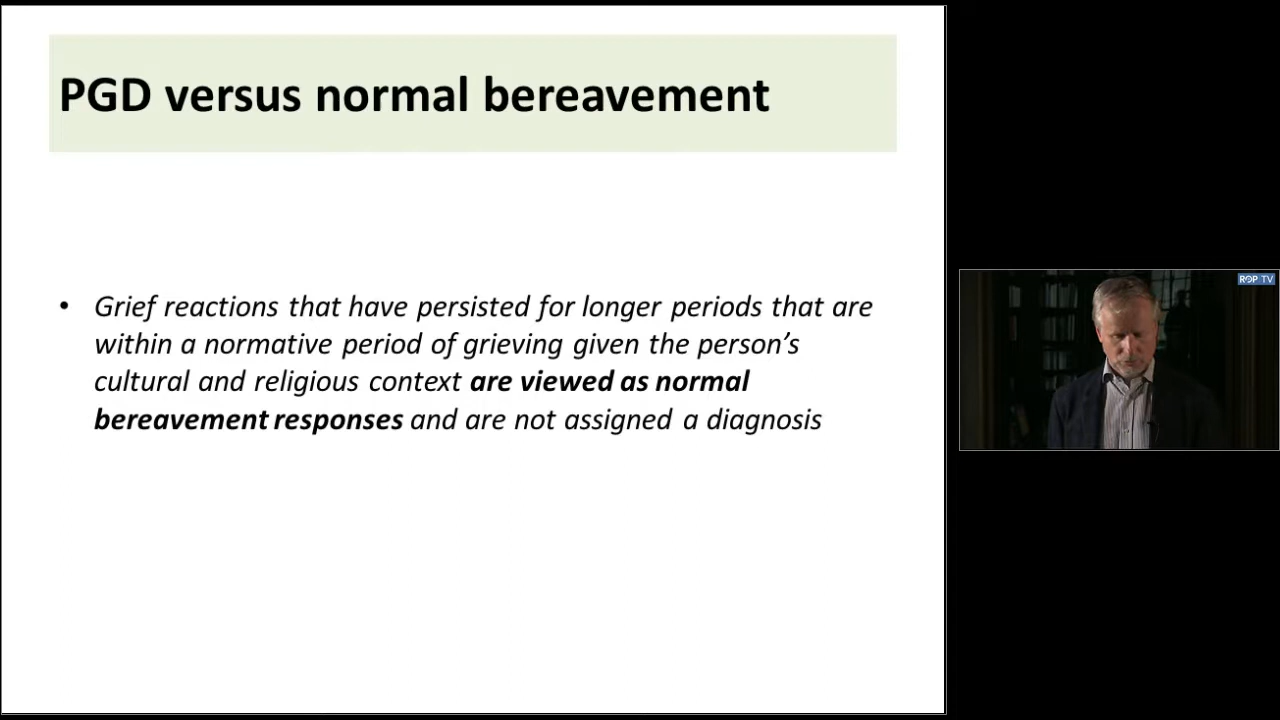 PGD versus normal bereavement
• Grief reactions that have persisted for longer periods that are
within a normative period of grieving given the person’s
cultural and religious context are viewed as normal
bereavement responses and are not assigned a diagnosis
ROP TV